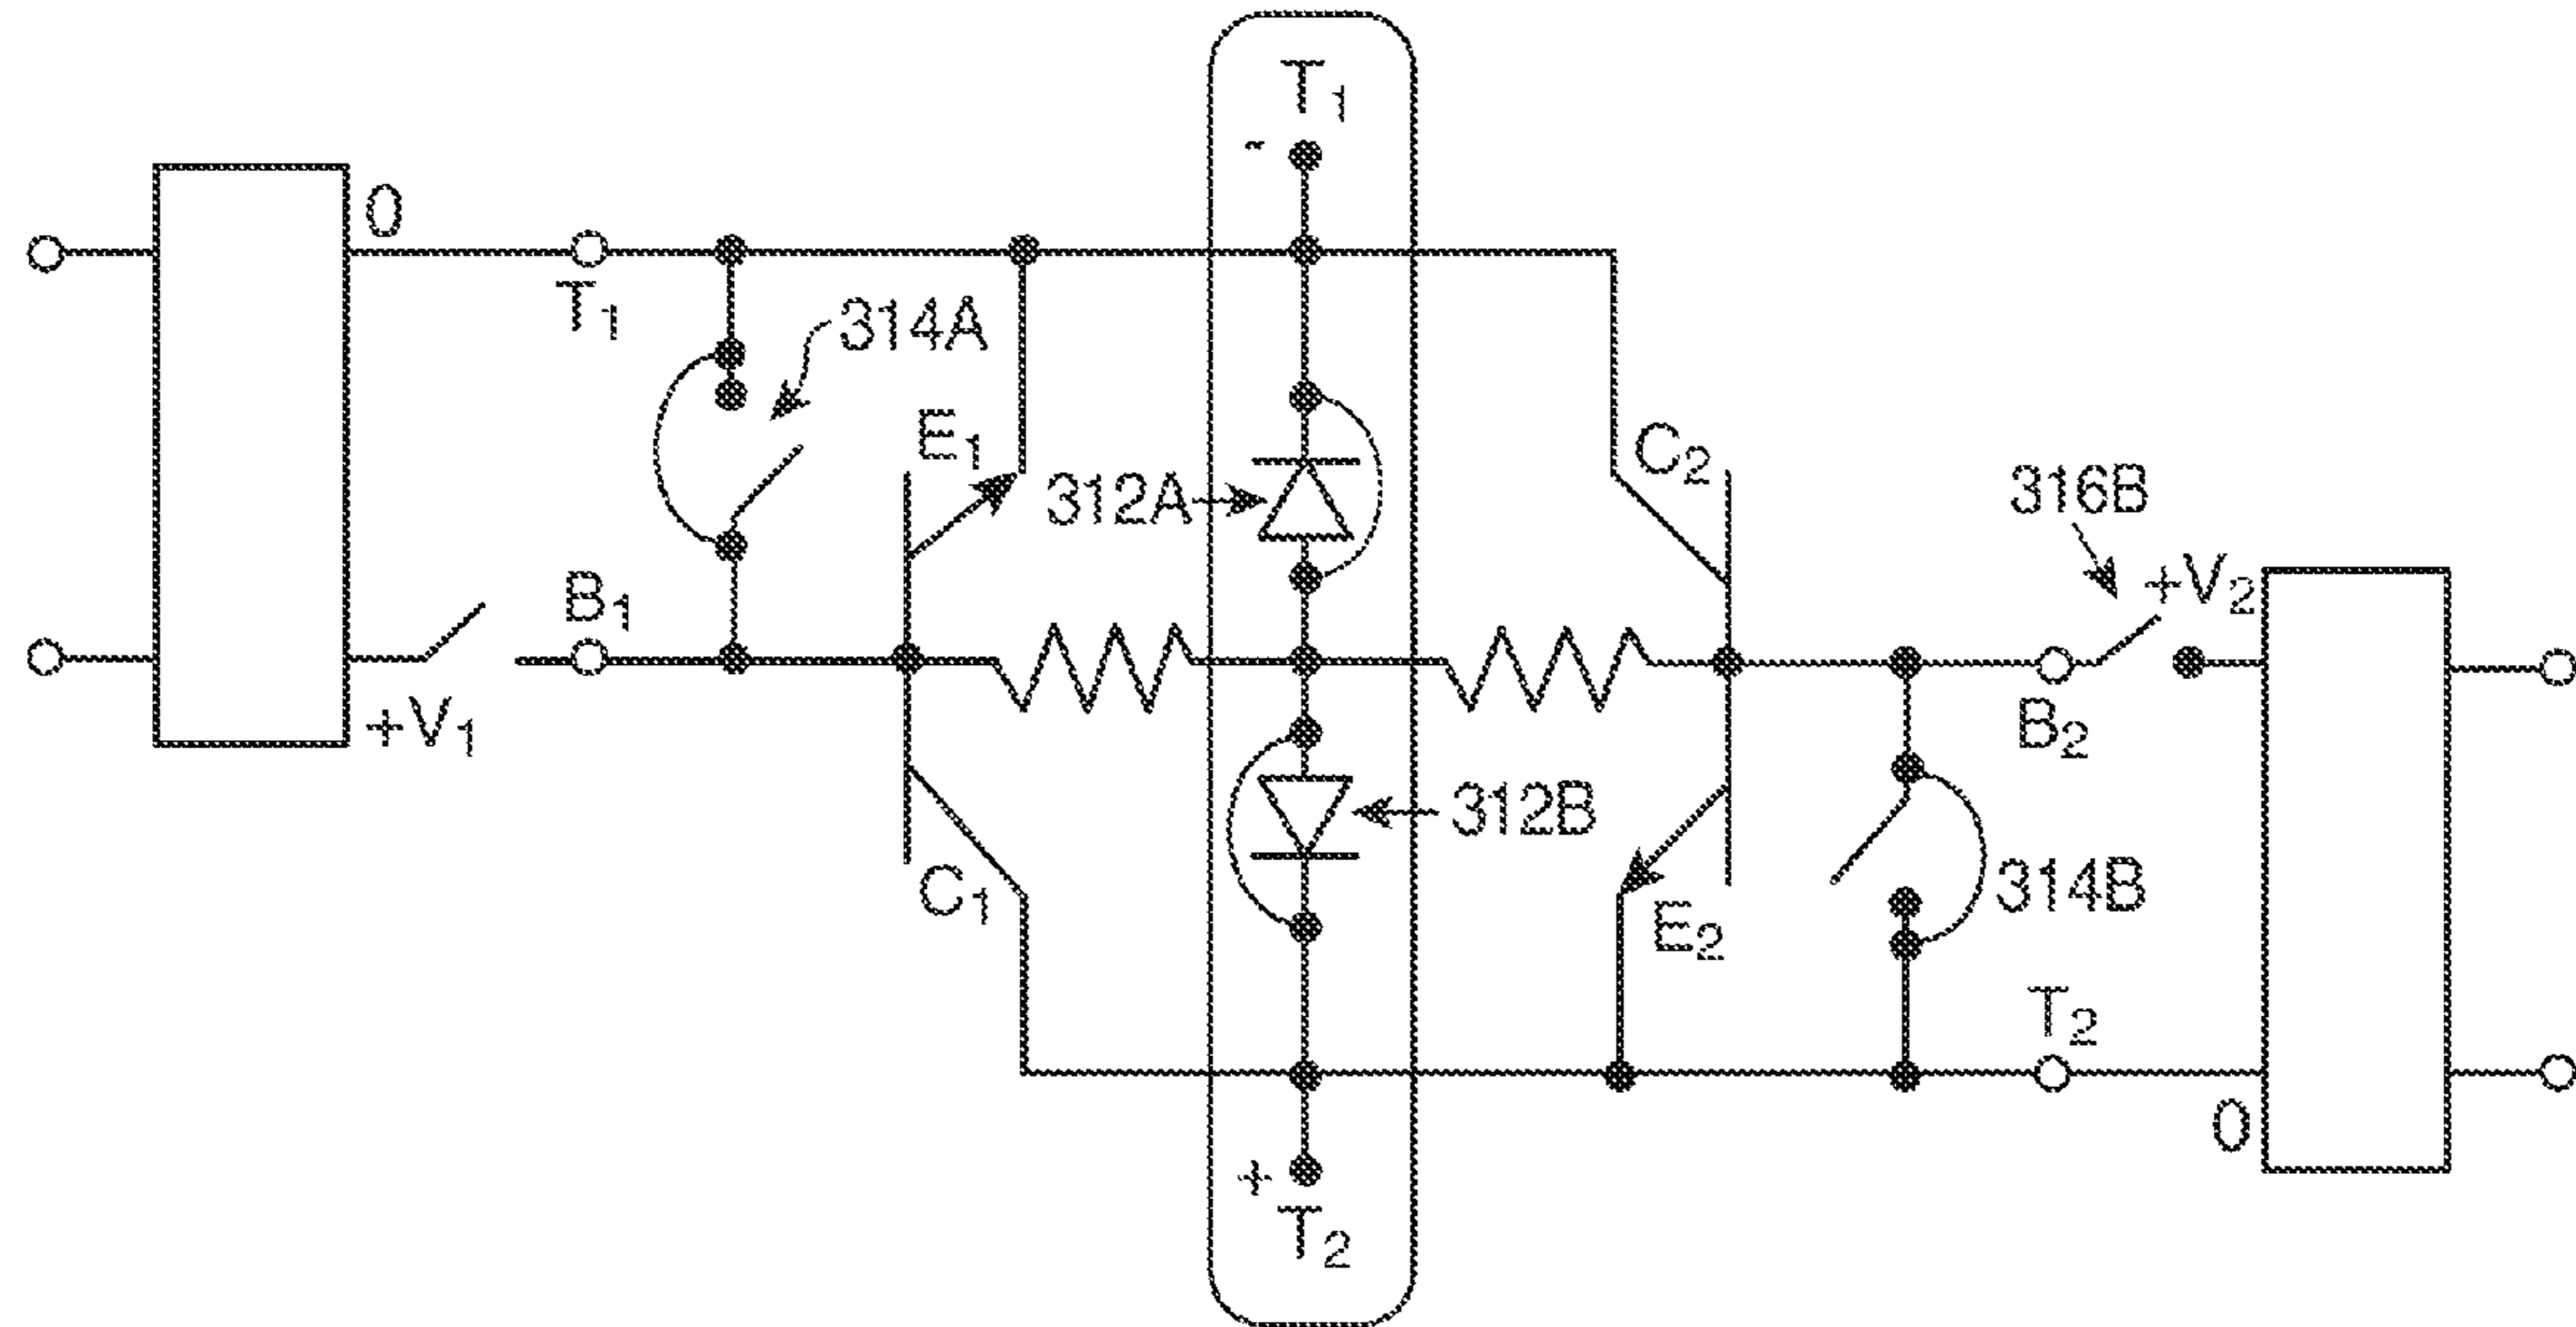 T₁
-
0
T₁
314A
E₁
C₂
312A
316B
+V₂
B₁
+V₁
B₂
312B
C₁
E₂
314B
T₂
0
+
T₂